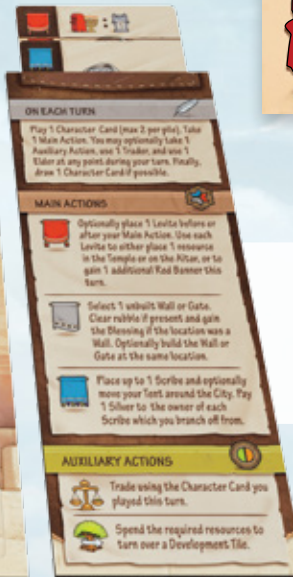 ON EACH TURN
Play 1 Character Card (max 2 per pile). Take
1 Main Action. You may optionally take 1
Auxiliary Action, use 1 Trader, and use 1
Elder at any point during your turn. Finally,
draw 1 Character Card if possible.
MAIN ACTIONS
Optionally place 1 Levite before or
after your Main Action. Use each
Levite to either place 1 resource
in the Temple or on the Altar, or to
gain 1 additional Red Banner this
turn.
Select 1 unbuilt Wall or Gate.
Clear rubble if present and gain
the Blessing if the location was a
Wall. Optionally build the Wall or
Gate at the same location.
Place up to 1 Scribe and optionally
move your Tent around the City. Pay
1 Silver to the owner of each
Scribe which you branch off from.
AUXILIARY ACTIONS
Trade using the Character Card you
played this turn.
Spend the required resources to
turn over a Development Tile.